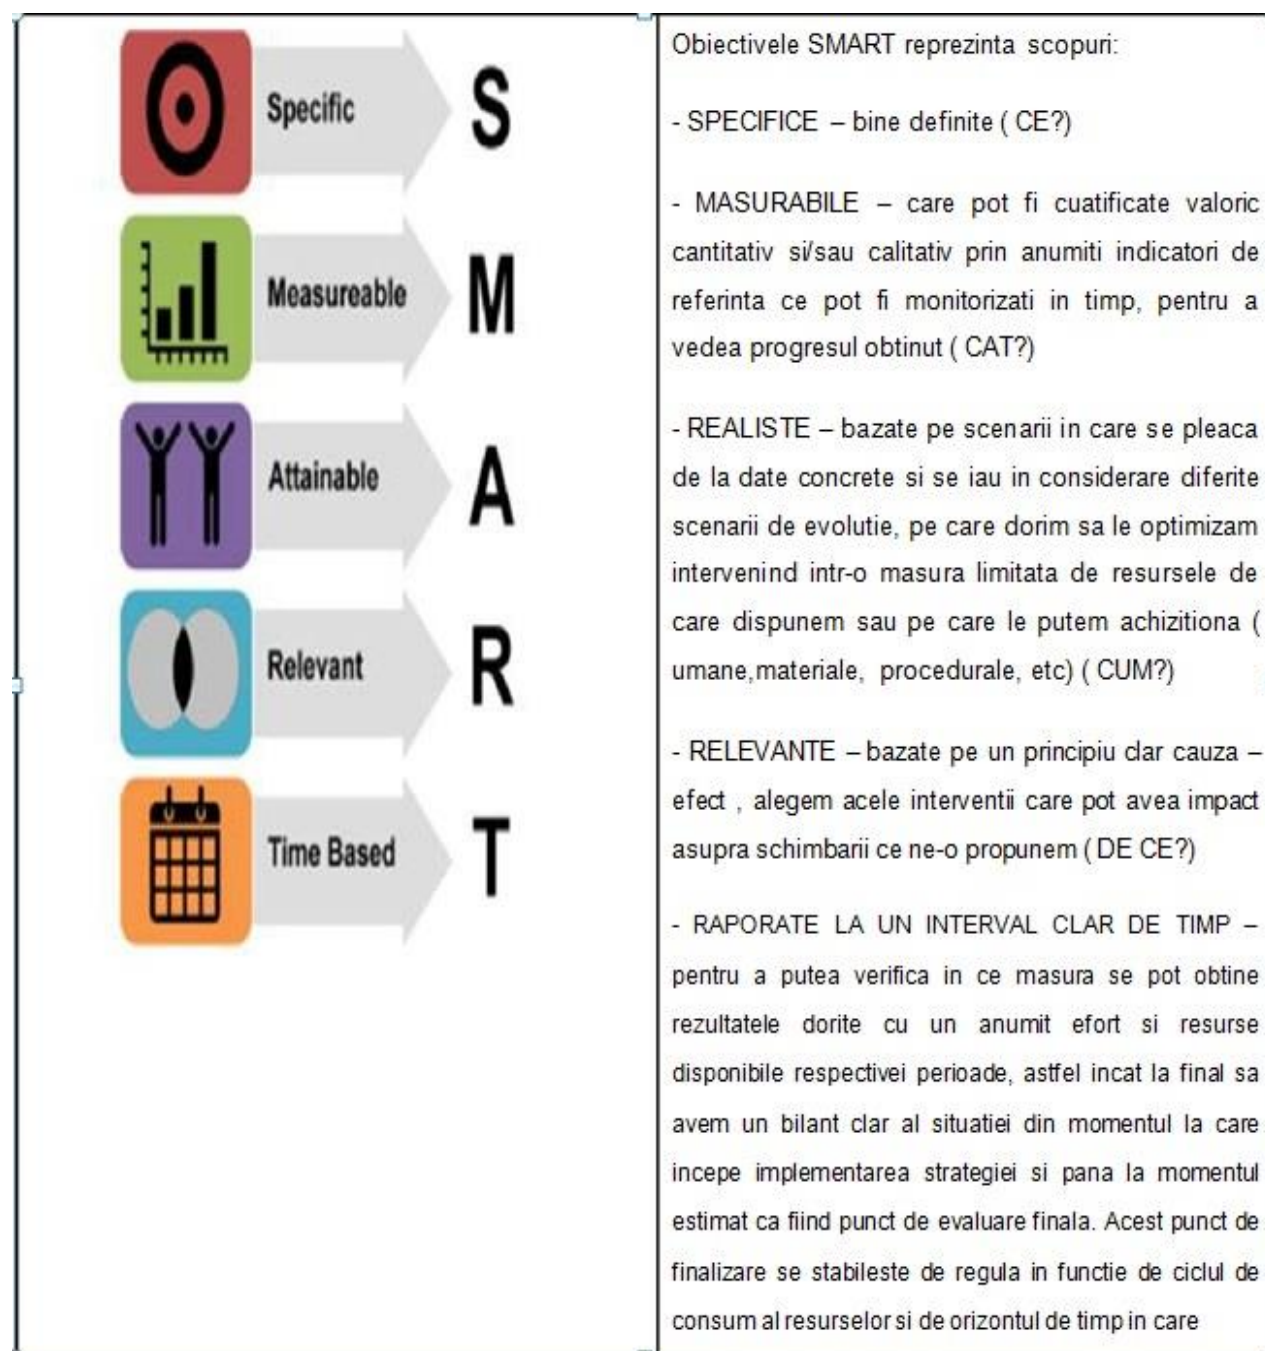 Specific
S
Measureable
M
Attainable
A
Relevant
R
Time Based
T
Obiectivele SMART reprezinta scopuri:
- SPECIFICE – bine definite ( CE?)
- MASURABILE – care pot fi cuatificate valoric
cantitativ si/sau calitativ prin anumiti indicatori de
referinta ce pot fi monitorizati in timp, pentru a
vedea progresul obtinut ( CAT?)
- REALISTE – bazate pe scenarii in care se pleaca
de la date concrete si se iau in considerare diferite
scenarii de evolutie, pe care dorim sa le optimizam
intervenind intr-o masura limitata de resursele de
care dispunem sau pe care le putem achizitiona (
umane,materiale, procedurale, etc) ( CUM?)
- RELEVANTE – bazate pe un principiu clar cauza –
efect , alegem acele interventii care pot avea impact
asupra schimbarii ce ne-o propunem ( DE CE?)
- RAPORATE LA UN INTERVAL CLAR DE TIMP –
pentru a putea verifica in ce masura se pot obtine
rezultatele dorite cu un anumit efort si resurse
disponibile respectivei perioade, astfel incat la final sa
avem un bilant clar al situatiei din momentul la care
incepe implementarea strategiei si pana la momentul
estimat ca fiind punct de evaluare finala. Acest punct de
finalizare se stabileste de regula in functie de ciclul de
consum al resurselor si de orizontul de timp in care